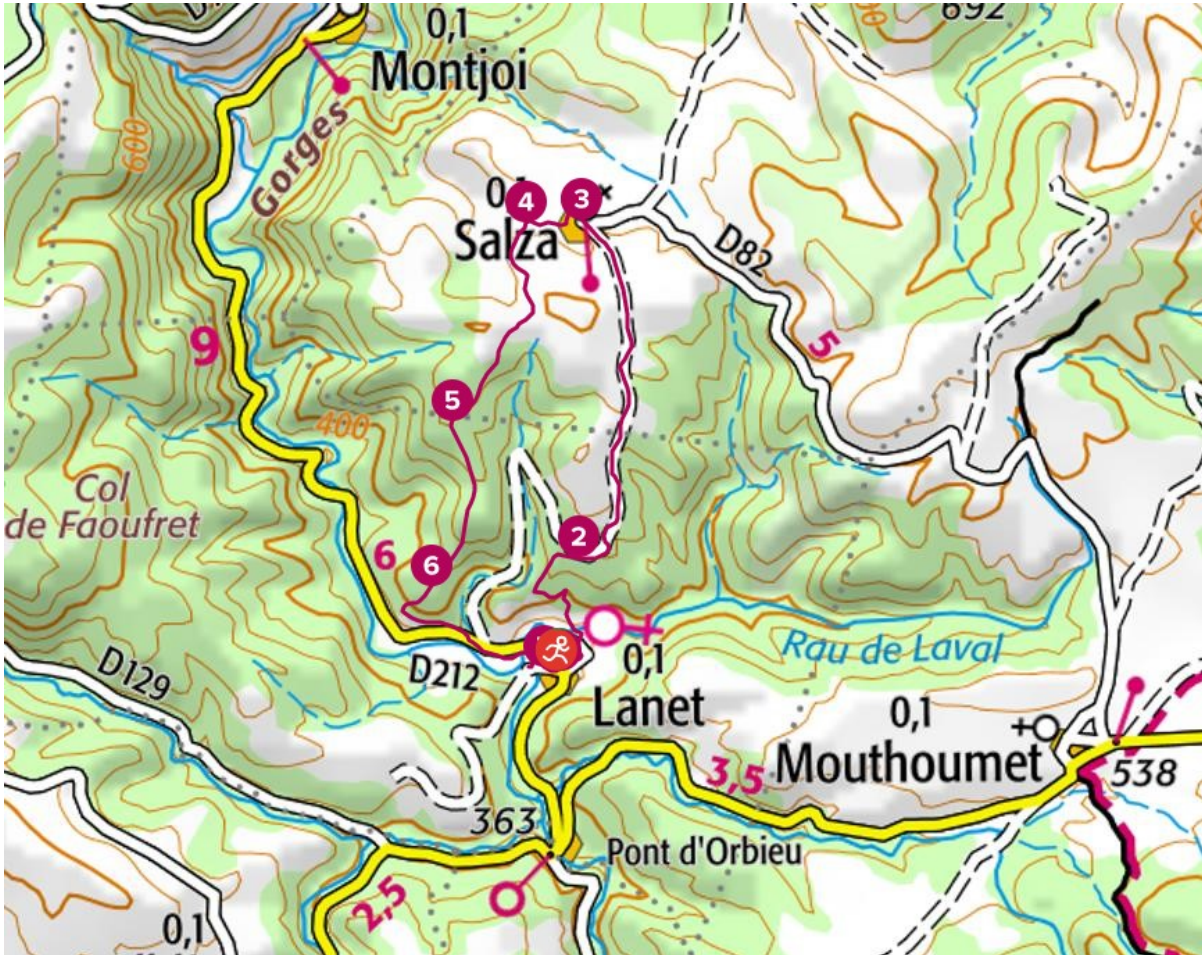 0,1
692
Montjoi
600
Gorges
4
3
Salza
D82
9
5
5
400
Col
de Faoufret
2
6
6
Rau de Laval
D129
D212
0,1
Lanet
0,1
Mouthoumet
3,5
538
363
Pont d'Orbieu
2,5
0,1